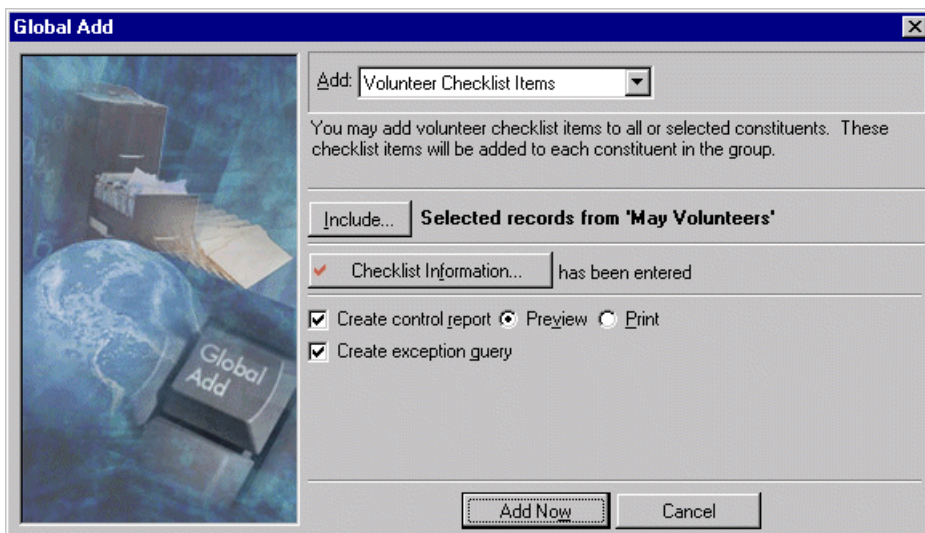 Global Add
Add: Volunteer Checklist Items
You may add volunteer checklist items to all or selected constituents. These
checklist items will be added to each constituent in the group.
Include... Selected records from 'May Volunteers'
Checklist Information... has been entered
Create control report Preview Print
Create exception query
Global
Add
Add Now Cancel